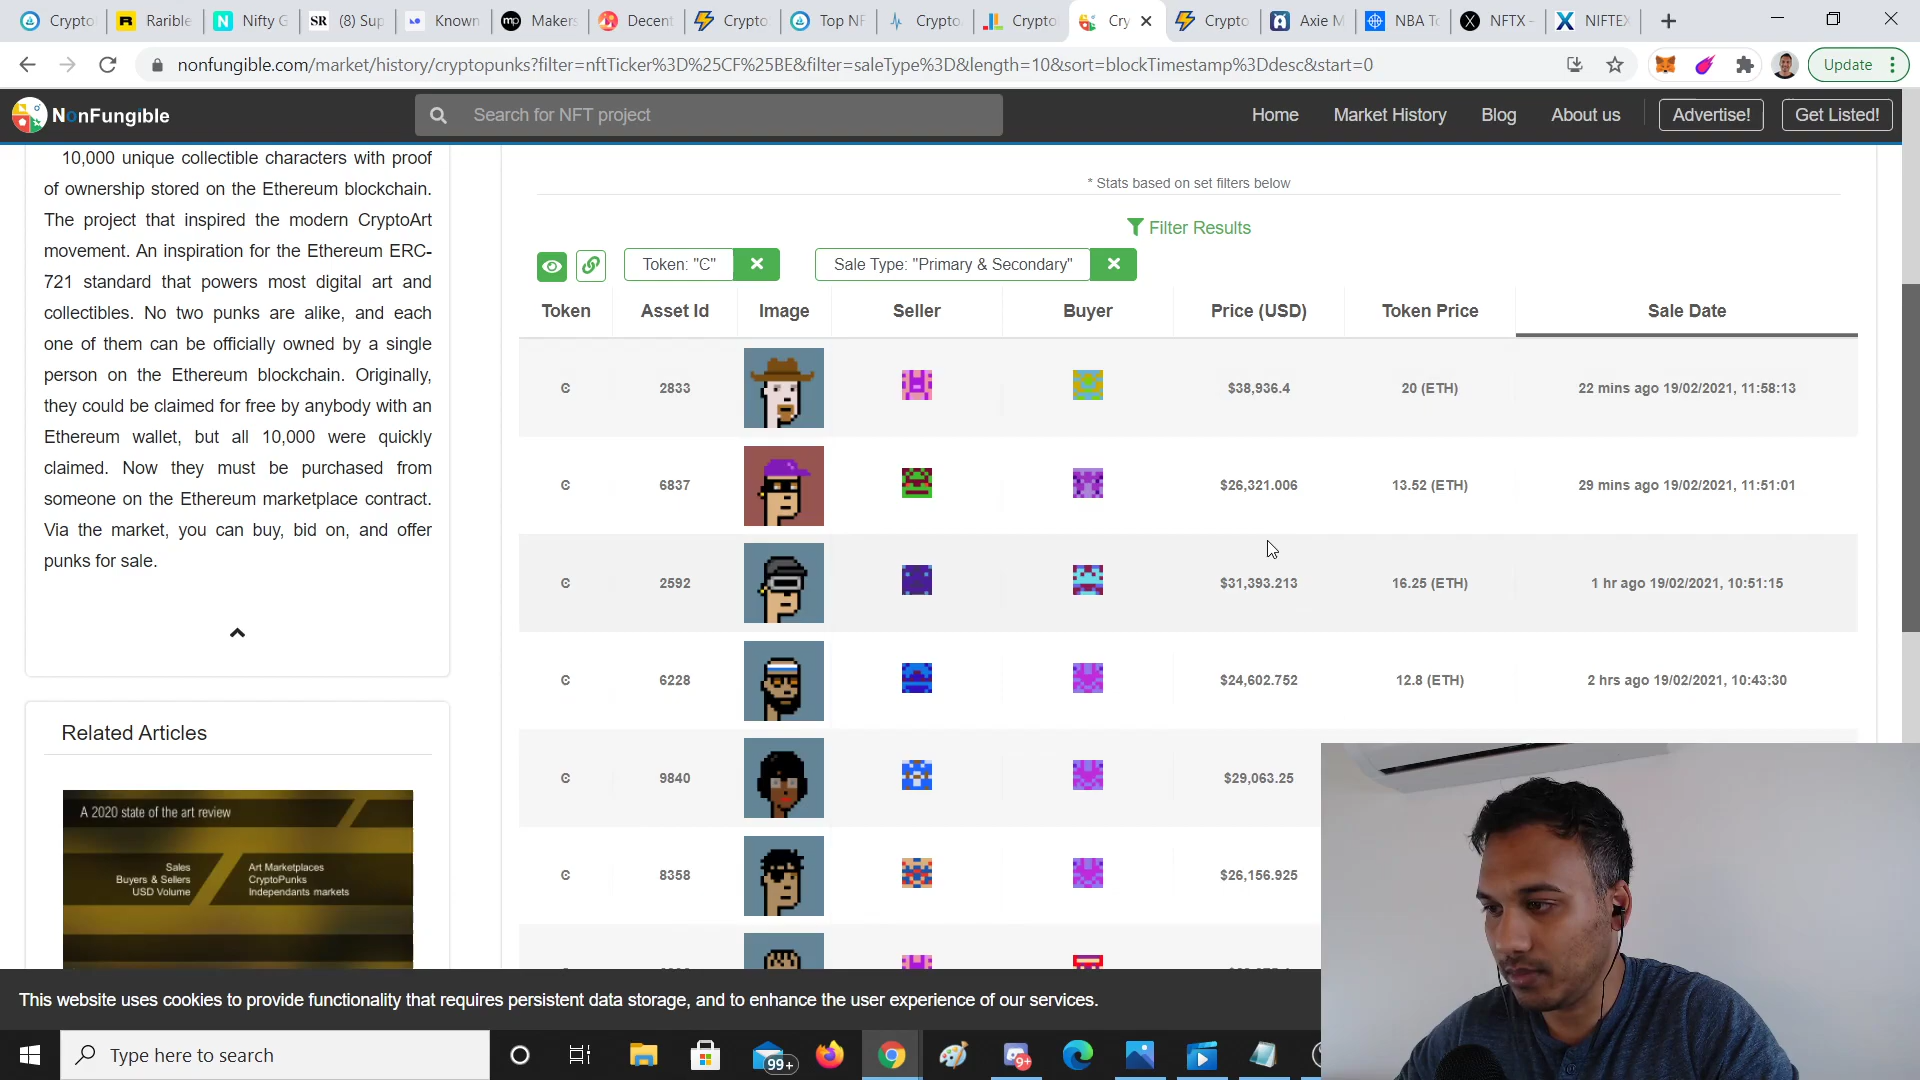 Crypto
Rarible
Nifty G
SR (8) Sup
Known
mp Makers
Decent
Crypto
Top NF
Crypto
Crypto
Cry
Crypto
Axie M
NBA To
NFTX -
NIFTEX
nonfungible.com/market/history/cryptopunks?filter=nftTicker%3D%25CF%25BE&filter=saleType%3D&length=10&sort=blockTimestamp%3Ddesc&start=0
Update
NonFungible
Search for NFT project
Home
Market History
Blog
About us
Advertise!
Get Listed!
10,000 unique collectible characters with proof
of ownership stored on the Ethereum blockchain.
The project that inspired the modern CryptoArt
movement. An inspiration for the Ethereum ERC-
721 standard that powers most digital art and
collectibles. No two punks are alike, and each
one of them can be officially owned by a single
person on the Ethereum blockchain. Originally,
they could be claimed for free by anybody with an
Ethereum wallet, but all 10,000 were quickly
claimed. Now they must be purchased from
someone on the Ethereum marketplace contract.
Via the market, you can buy, bid on, and offer
punks for sale.
Related Articles
A 2020 state of the art review
Sales
Buyers & Sellers
USD Volume
Art Marketplaces
CryptoPunks
Independants markets
* Stats based on set filters below
Filter Results
Token: "Ͼ"
Sale Type: "Primary & Secondary"
Token Asset Id Image Seller Buyer Price (USD) Token Price Sale Date
Ͼ 2833 $38,936.4 20 (ETH) 22 mins ago 19/02/2021, 11:58:13
Ͼ 6837 $26,321.006 13.52 (ETH) 29 mins ago 19/02/2021, 11:51:01
Ͼ 2592 $31,393.213 16.25 (ETH) 1 hr ago 19/02/2021, 10:51:15
Ͼ 6228 $24,602.752 12.8 (ETH) 2 hrs ago 19/02/2021, 10:43:30
Ͼ 9840 $29,063.25
Ͼ 8358 $26,156.925
This website uses cookies to provide functionality that requires persistent data storage, and to enhance the user experience of our services.
Type here to search
99+
9+